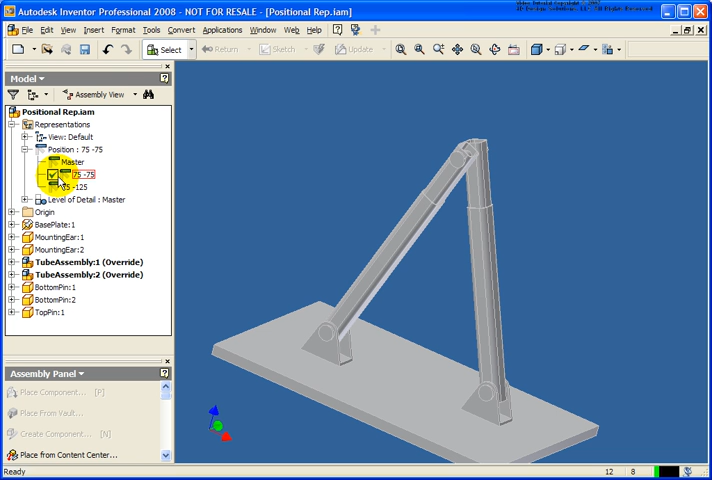 Autodesk Inventor Professional 2008 - NOT FOR RESALE - [Positional Rep.iam]
File Edit View Insert Format Tools Convert Applications Window Web Help
Select Return Sketch Update
Model
Assembly View
Positional Rep.iam
Representations
View: Default
Position : 75 -75
Master
75 -75
75 -125
Level of Detail : Master
Origin
BasePlate:1
MountingEar:1
MountingEar:2
TubeAssembly:1 (Override)
TubeAssembly:2 (Override)
BottomPin:1
BottomPin:2
TopPin:1
Assembly Panel
Place Component... [P]
Place From Vault...
Create Component... [N]
Place from Content Center...
Ready 12 8